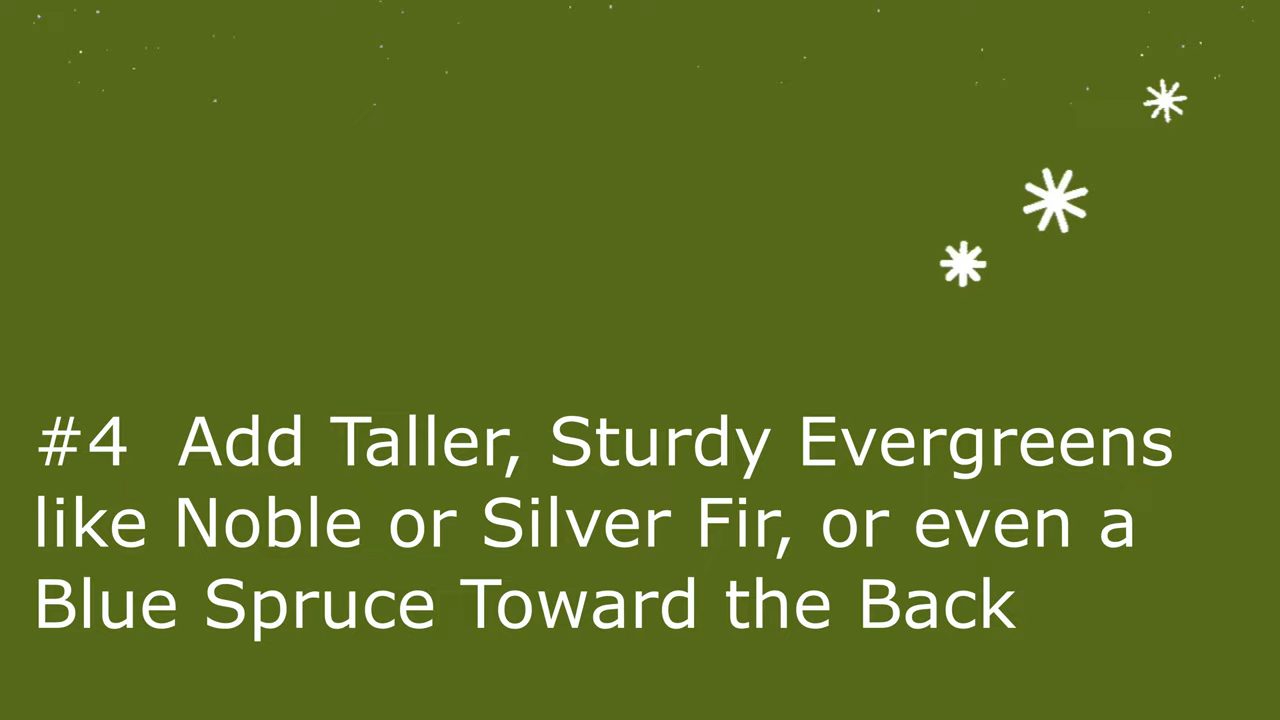 #4  Add Taller, Sturdy Evergreens
like Noble or Silver Fir, or even a
Blue Spruce Toward the Back